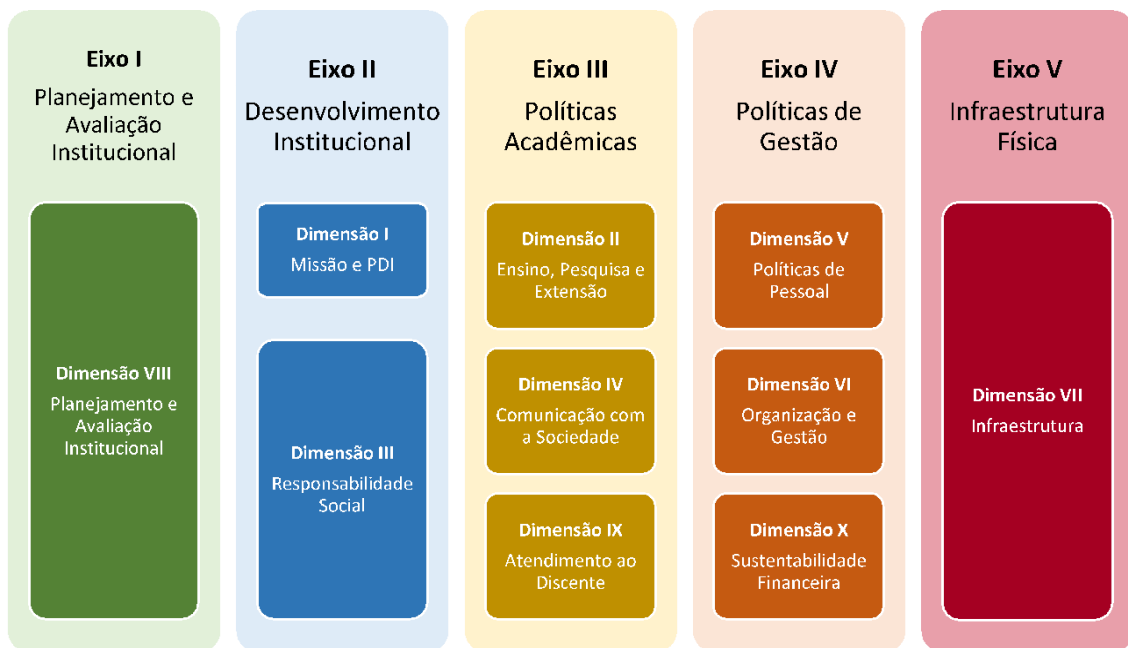 Eixo I
Planejamento e
Avaliação
Institucional
Dimensão VIII
Planejamento e
Avaliação
Institucional
Eixo II
Desenvolvimento
Institucional
Dimensão I
Missão e PDI
Dimensão III
Responsabilidade
Social
Eixo III
Políticas
Acadêmicas
Dimensão II
Ensino, Pesquisa e
Extensão
Dimensão IV
Comunicação com
a Sociedade
Dimensão IX
Atendimento ao
Discente
Eixo IV
Políticas de
Gestão
Dimensão V
Políticas de
Pessoal
Dimensão VI
Organização e
Gestão
Dimensão X
Sustentabilidade
Financeira
Eixo V
Infraestrutura
Física
Dimensão VII
Infraestrutura